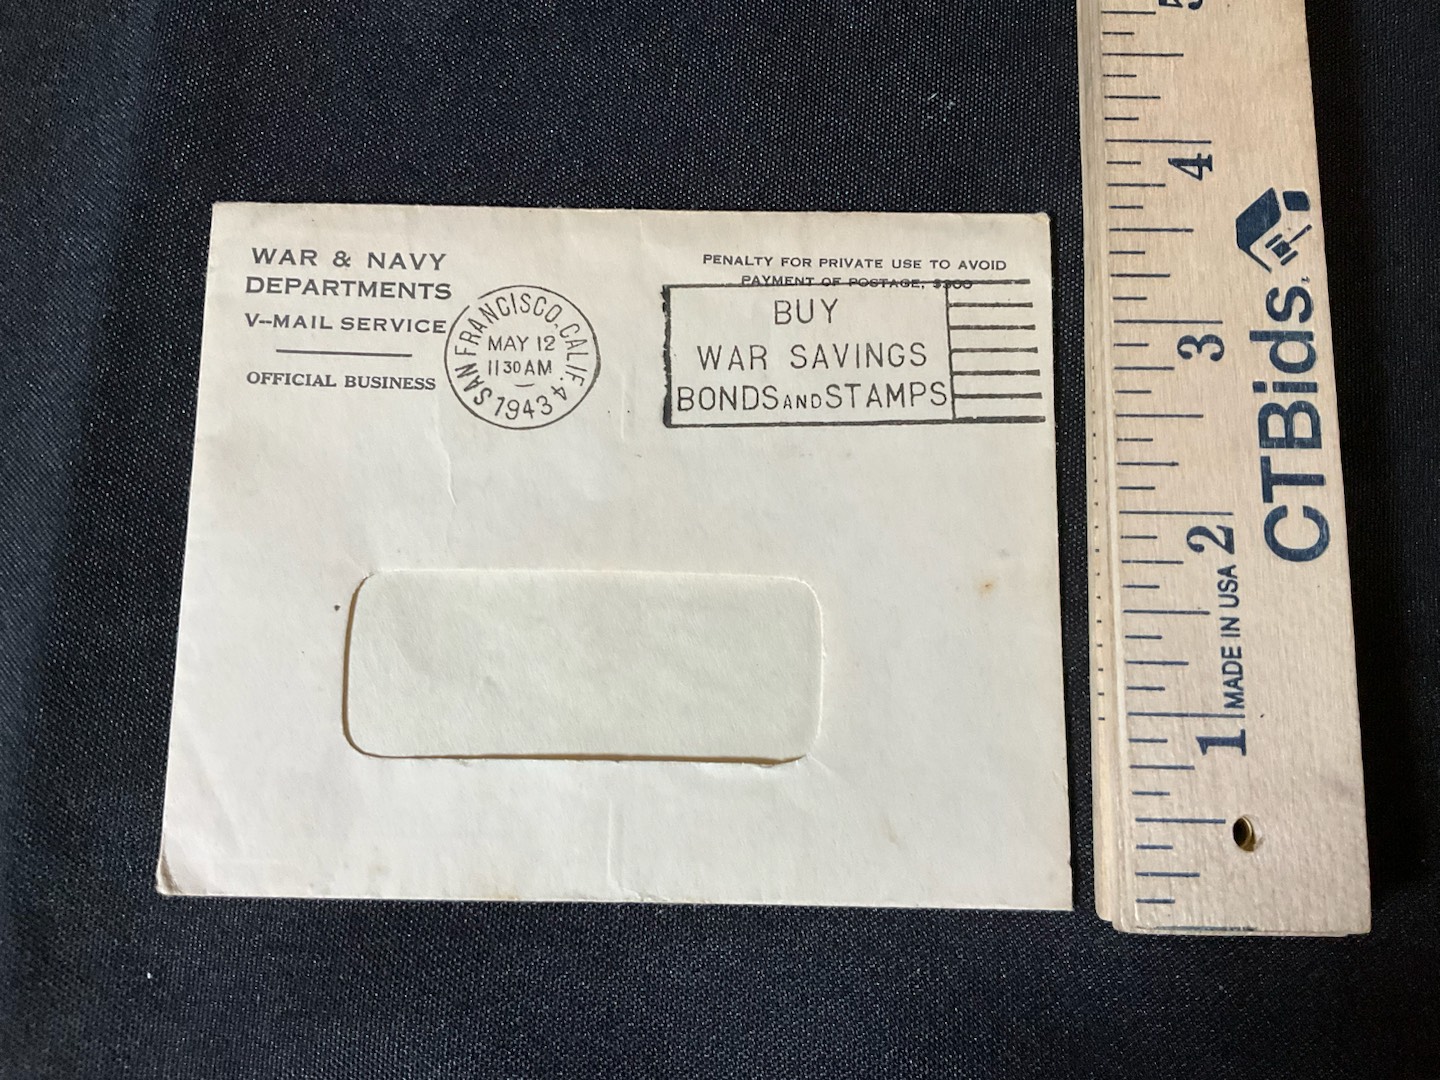 WAR & NAVY
DEPARTMENTS
V--MAIL SERVICE
OFFICIAL BUSINESS
SAN FRANCISCO, CALIF. 4
MAY 12
11 30 AM
1943
PENALTY FOR PRIVATE USE TO AVOID
PAYMENT OF POSTAGE, $300
BUY
WAR SAVINGS
BONDS AND STAMPS
5
4
3
2
1
MADE IN USA
CTBids.